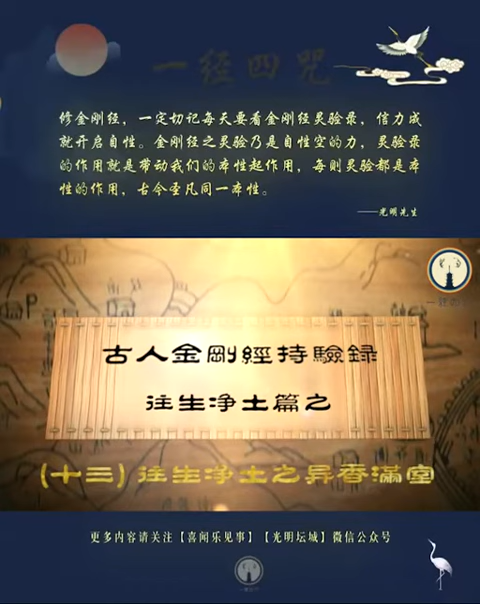 一经四咒
修金刚经，一定切记每天要看金刚经灵验录，信力成
就开启自性。金刚经之灵验乃是自性空的力，灵验录
的作用就是带动我们的本性起作用，每则灵验都是本
性的作用，古今圣凡同一本性。
——光明先生
古人金剛經持驗録
往生浄土篇之
(十三)往生浄土之异香滿室
更多内容请关注【喜闻乐见事】【光明坛城】微信公众号